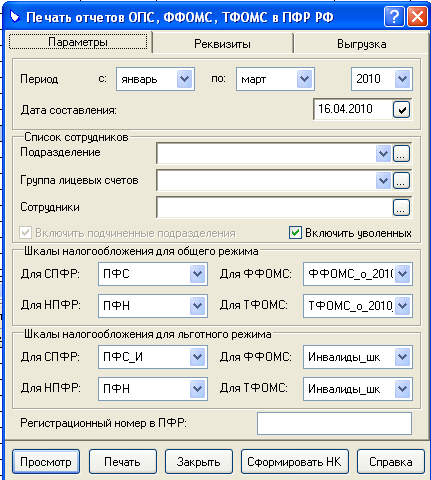 Печать отчетов ОПС, ФФОМС, ТФОМС в ПФР РФ
Параметры Реквизиты Выгрузка
Период с: январь по: март 2010
Дата составления: 16.04.2010
Список сотрудников
Подразделение ...
Группа лицевых счетов ...
Сотрудники ...
Включить подчиненные подразделения Включить уволенных
Шкалы налогообложения для общего режима
Для СПФР: ПФС Для ФФОМС: ФФОМС_о_2010
Для НПФР: ПФН Для ТФОМС: ТФОМС_о_2010_
Шкалы налогообложения для льготного режима
Для СПФР: ПФС_И Для ФФОМС: Инвалиды_шк
Для НПФР: ПФН Для ТФОМС: Инвалиды_шк
Регистрационный номер в ПФР:
Просмотр Печать Закрыть Сформировать НК Справка